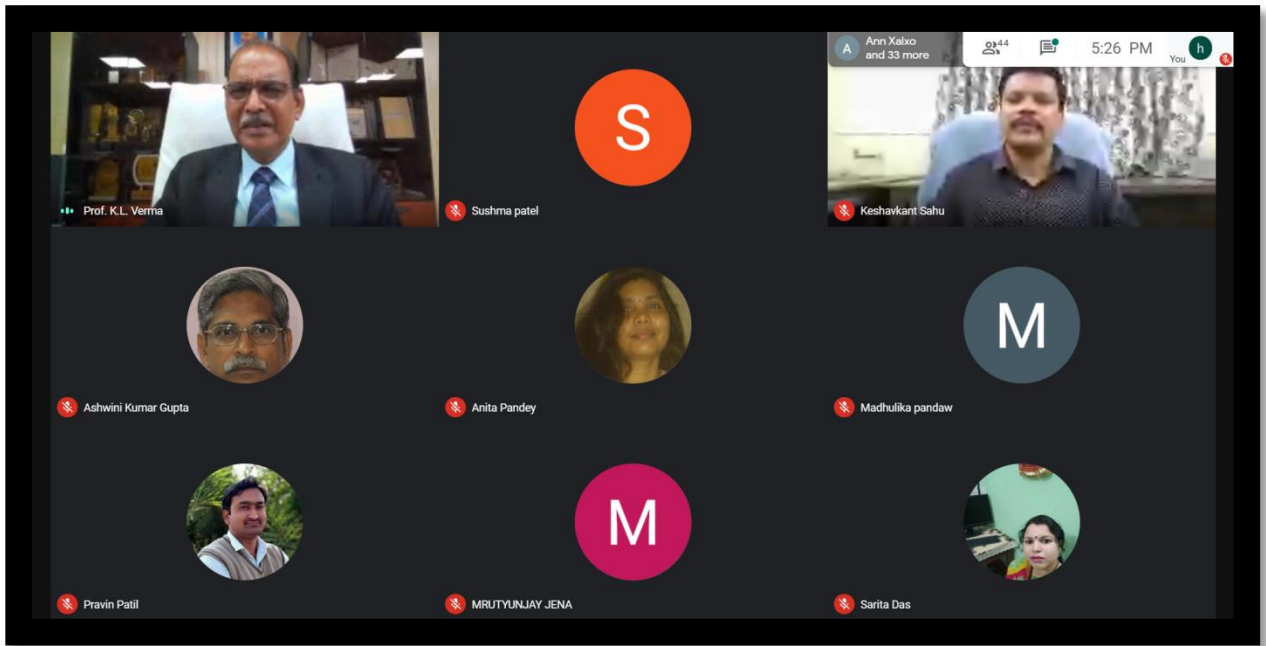 Ann Xalxo
and 33 more
A
44
5:26 PM
You
h
Prof. K.L. Verma
S
Sushma patel
Keshavkant Sahu
Ashwini Kumar Gupta
Anita Pandey
M
Madhulika pandaw
Pravin Patil
M
MRUTYUNJAY JENA
Sarita Das